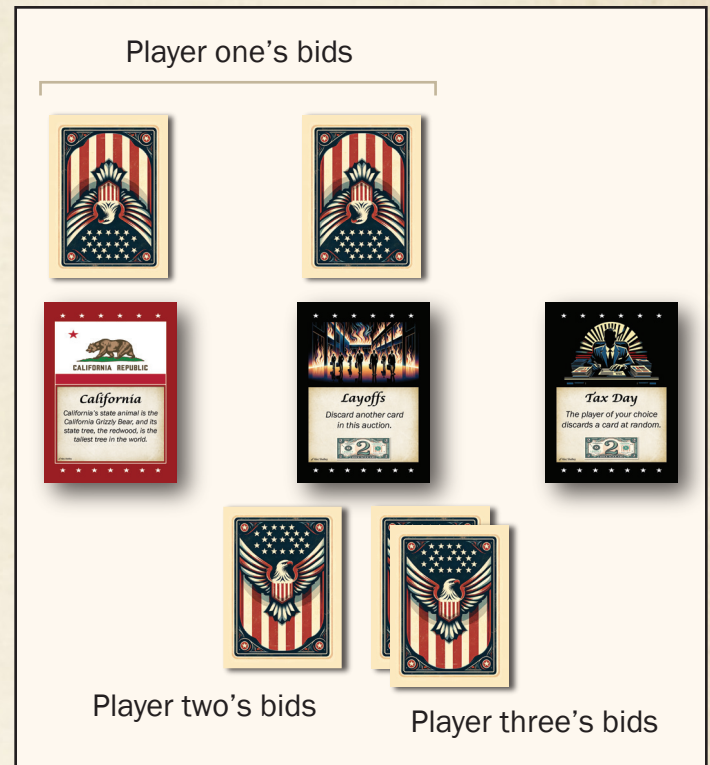 Player one’s bids
CALIFORNIA REPUBLIC
California
California’s state animal is the
California Grizzly Bear, and its
state tree, the redwood, is the
tallest tree in the world.
Layoffs
Discard another card
in this auction.
2
Tax Day
The player of your choice
discards a card at random.
2
Player two’s bids
Player three’s bids